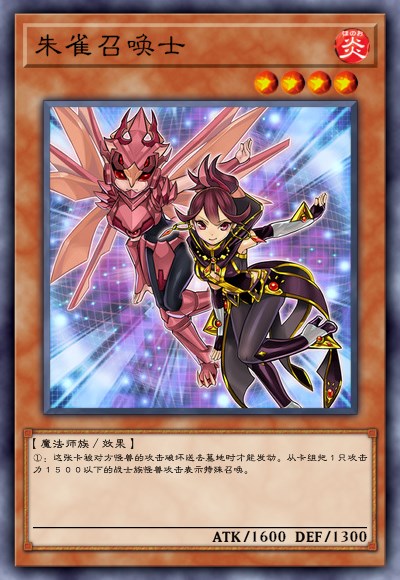 朱雀召唤士
ほのお
炎
【魔法师族/效果】
①：这张卡被对方怪兽的攻击破坏送去墓地时才能发动。从卡组把1只攻击
力1500以下的战士族怪兽攻击表示特殊召唤。
ATK/1600 DEF/1300